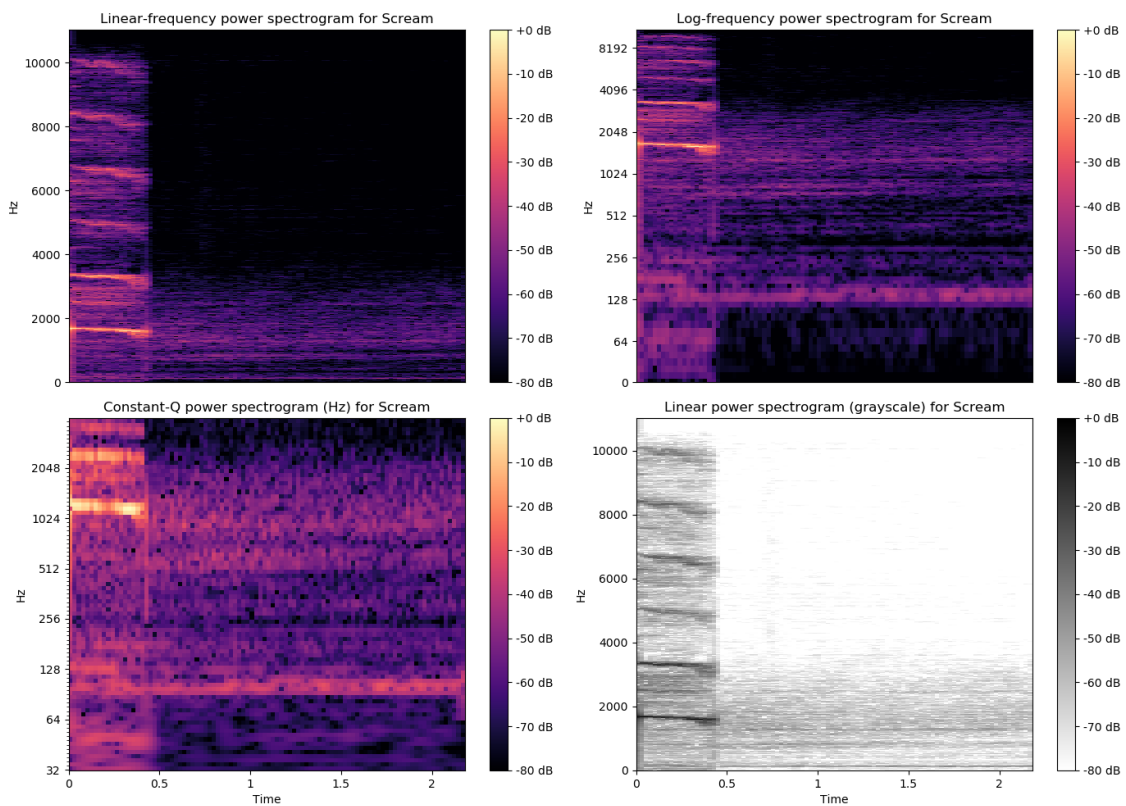 Linear-frequency power spectrogram for Scream
Hz
10000
8000
6000
4000
2000
0
+0 dB
-10 dB
-20 dB
-30 dB
-40 dB
-50 dB
-60 dB
-70 dB
-80 dB
Log-frequency power spectrogram for Scream
Hz
8192
4096
2048
1024
512
256
128
64
0
+0 dB
-10 dB
-20 dB
-30 dB
-40 dB
-50 dB
-60 dB
-70 dB
-80 dB
Constant-Q power spectrogram (Hz) for Scream
Hz
2048
1024
512
256
128
64
32
0
0.5
1
1.5
2
Time
+0 dB
-10 dB
-20 dB
-30 dB
-40 dB
-50 dB
-60 dB
-70 dB
-80 dB
Linear power spectrogram (grayscale) for Scream
Hz
10000
8000
6000
4000
2000
0
0
0.5
1
1.5
2
Time
+0 dB
-10 dB
-20 dB
-30 dB
-40 dB
-50 dB
-60 dB
-70 dB
-80 dB